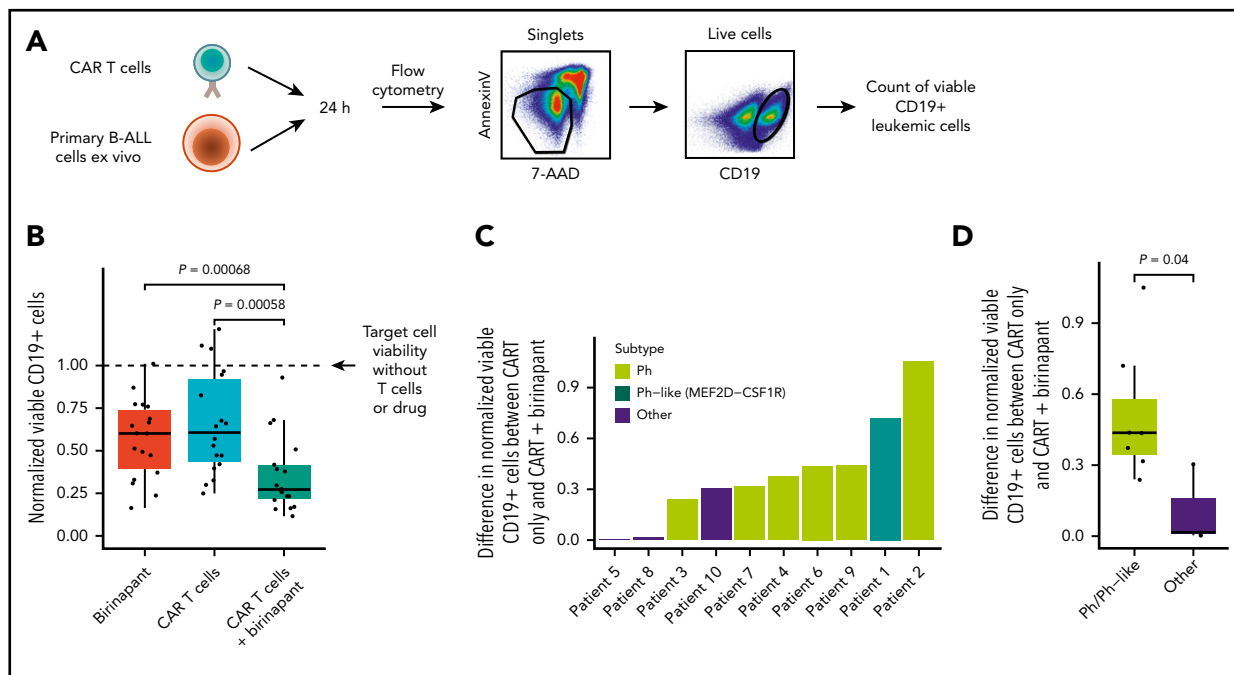 A
CAR T cells
Primary B-ALL
cells ex vivo
24 h
Flow
cytometry
Singlets
AnnexinV
7-AAD
Live cells
CD19
Count of viable
CD19+
leukemic cells
B
Normalized viable CD19+ cells
P = 0.00068
P = 0.00058
1.00
0.75
0.50
0.25
0.00
Birinapant
CAR T cells
CAR T cells
+ birinapant
Target cell
viability
without
T cells
or drug
C
Difference in normalized viable
CD19+ cells between CART
only and CART + birinapant
Subtype
Ph
Ph-like (MEF2D-CSF1R)
Other
0.9
0.6
0.3
0.0
Patient 5
Patient 8
Patient 3
Patient 10
Patient 7
Patient 4
Patient 6
Patient 9
Patient 1
Patient 2
D
Difference in normalized viable
CD19+ cells between CART only
and CART + birinapant
P = 0.04
0.9
0.6
0.3
0.0
Ph/Ph-like
Other